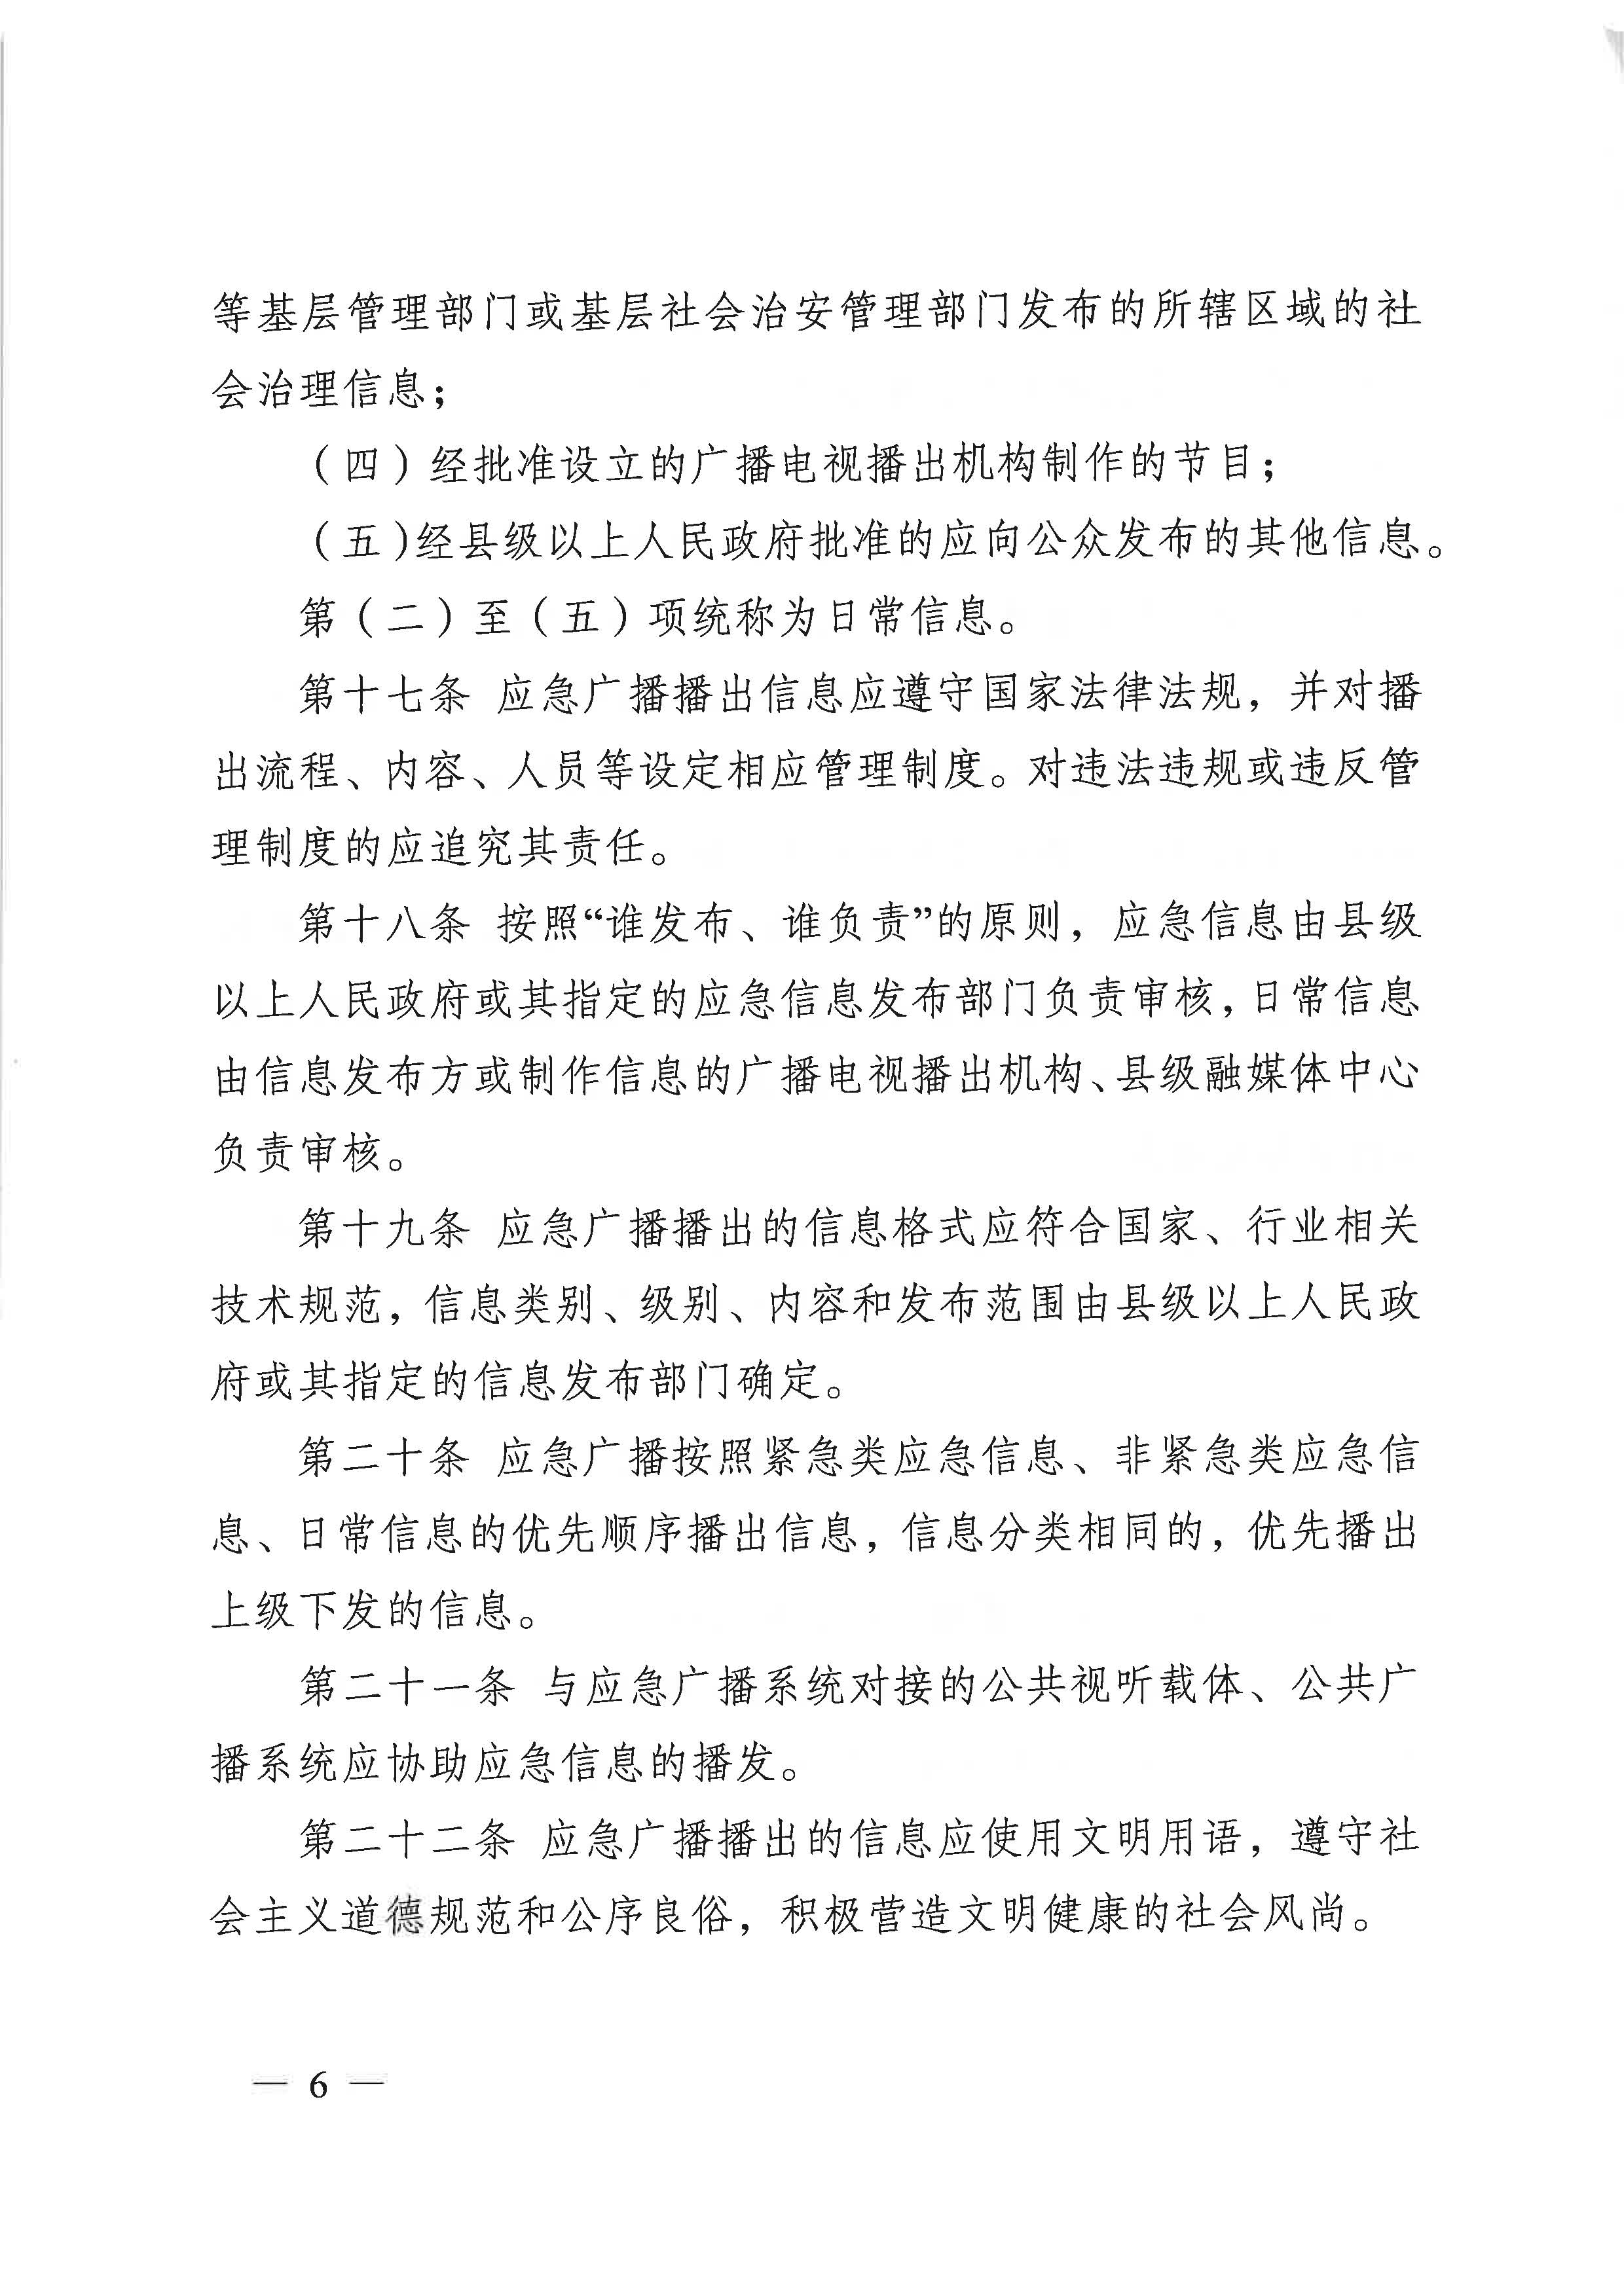 等基层管理部门或基层社会治安管理部门发布的所辖区域的社
会治理信息；
（四）经批准设立的广播电视播出机构制作的节目；
（五)经县级以上人民政府批准的应向公众发布的其他信息。
第（二）至（五）项统称为日常信息。
第十七条 应急广播播出信息应遵守国家法律法规，并对播
出流程、内容、人员等设定相应管理制度。对违法违规或违反管
理制度的应追究其责任。
第十八条 按照“谁发布、谁负责”的原则，应急信息由县级
以上人民政府或其指定的应急信息发布部门负责审核，日常信息
由信息发布方或制作信息的广播电视播出机构、县级融媒体中心
负责审核。
第十九条 应急广播播出的信息格式应符合国家、行业相关
技术规范，信息类别、级别、内容和发布范围由县级以上人民政
府或其指定的信息发布部门确定。
第二十条 应急广播按照紧急类应急信息、非紧急类应急信
息、日常信息的优先顺序播出信息，信息分类相同的，优先播出
上级下发的信息。
第二十一条 与应急广播系统对接的公共视听载体、公共广
播系统应协助应急信息的播发。
第二十二条 应急广播播出的信息应使用文明用语，遵守社
会主义道德规范和公序良俗，积极营造文明健康的社会风尚。
— 6 —